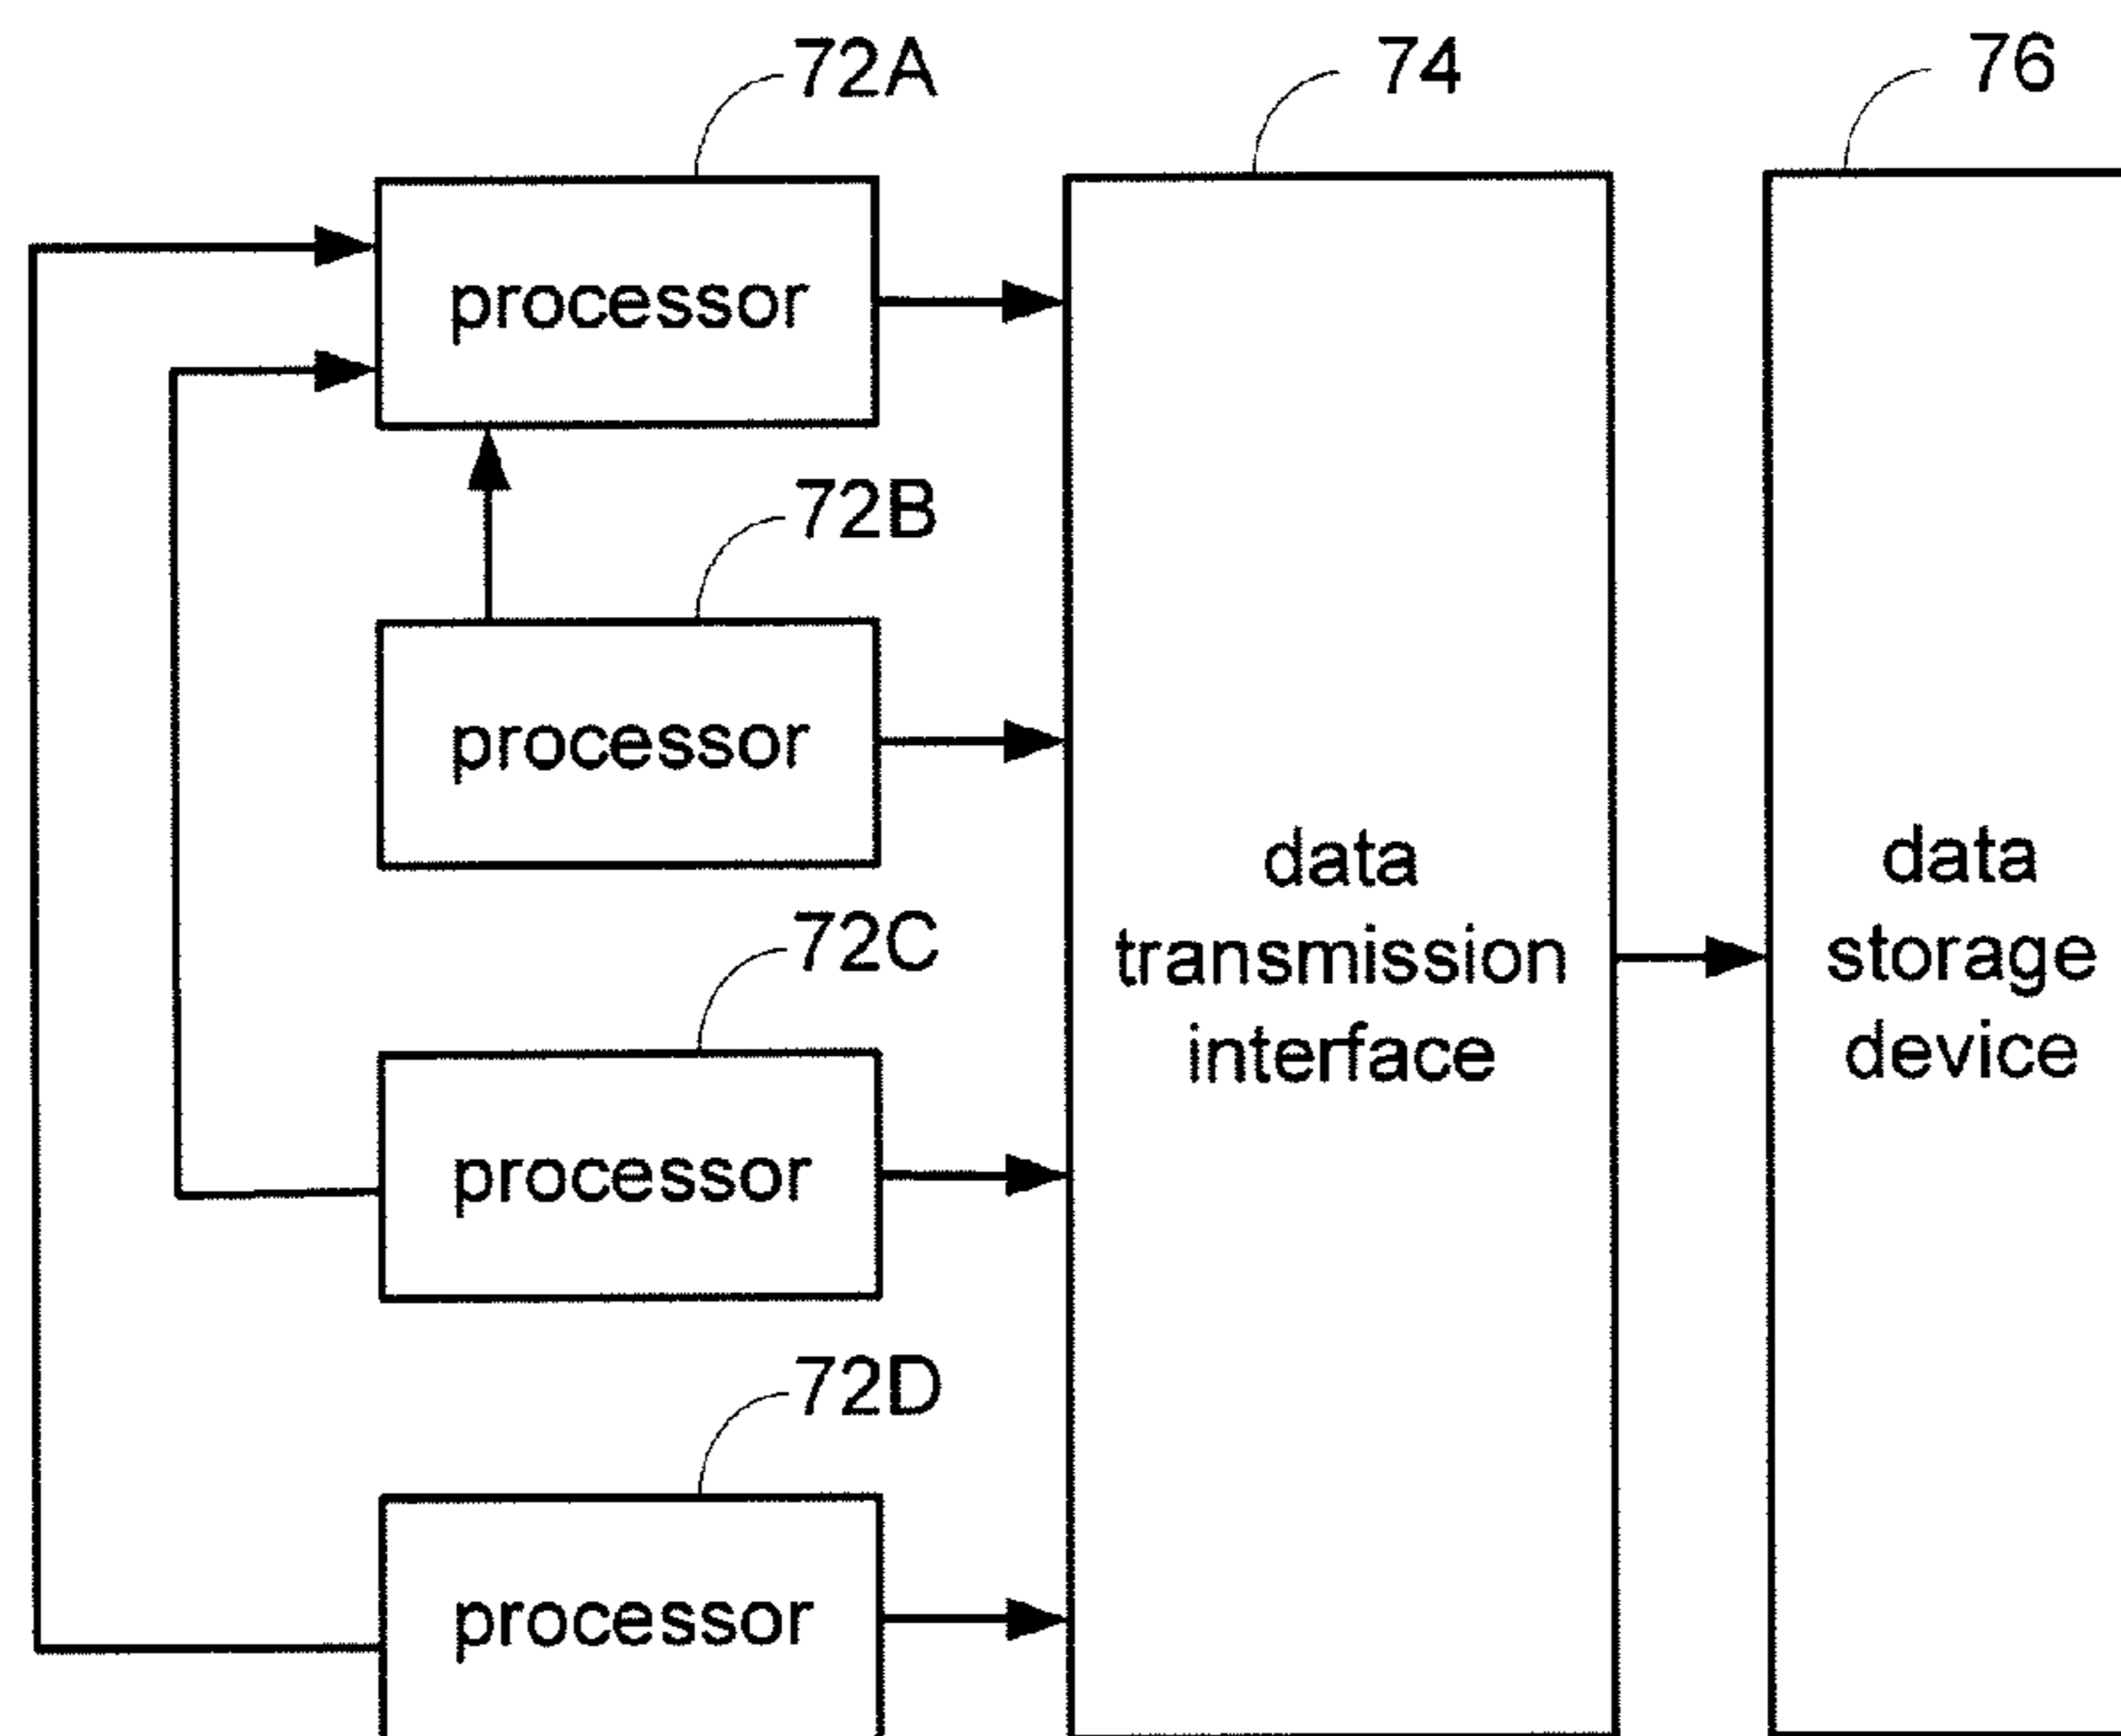 72A
74
76
processor
72B
processor
data
transmission
interface
data
storage
device
72C
processor
72D
processor